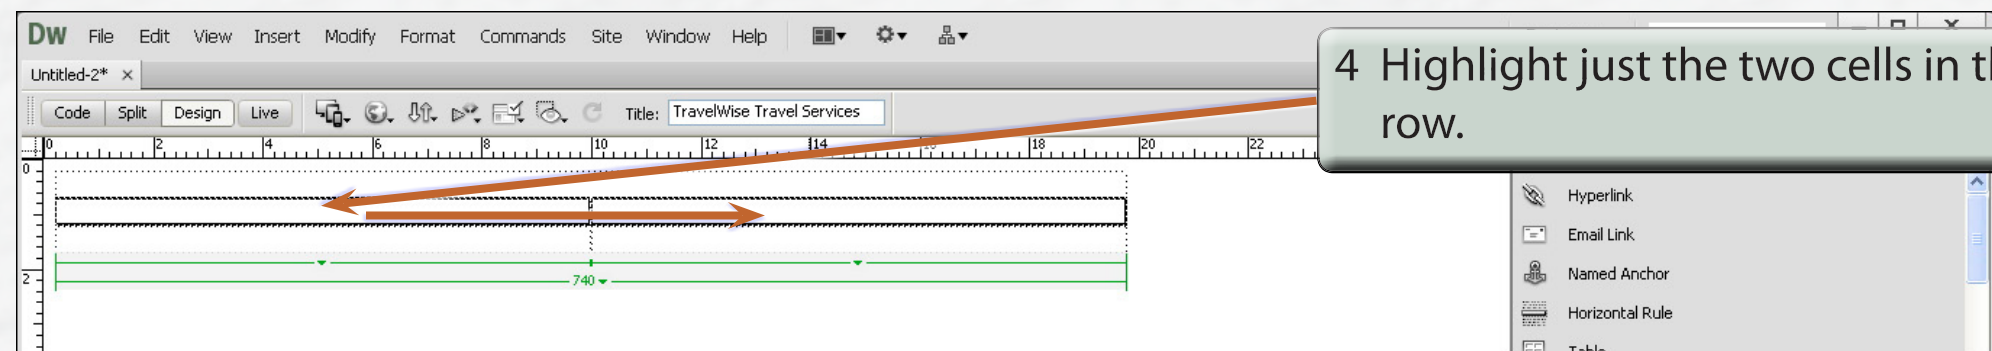 Dw File Edit View Insert Modify Format Commands Site Window Help
Untitled-2* ×
Code Split Design Live Title: TravelWise Travel Services
4 Highlight just the two cells in
row.
0 2 4 6 8 10 12 14 18 20 22
0
2
740
Hyperlink
Email Link
Named Anchor
Horizontal Rule